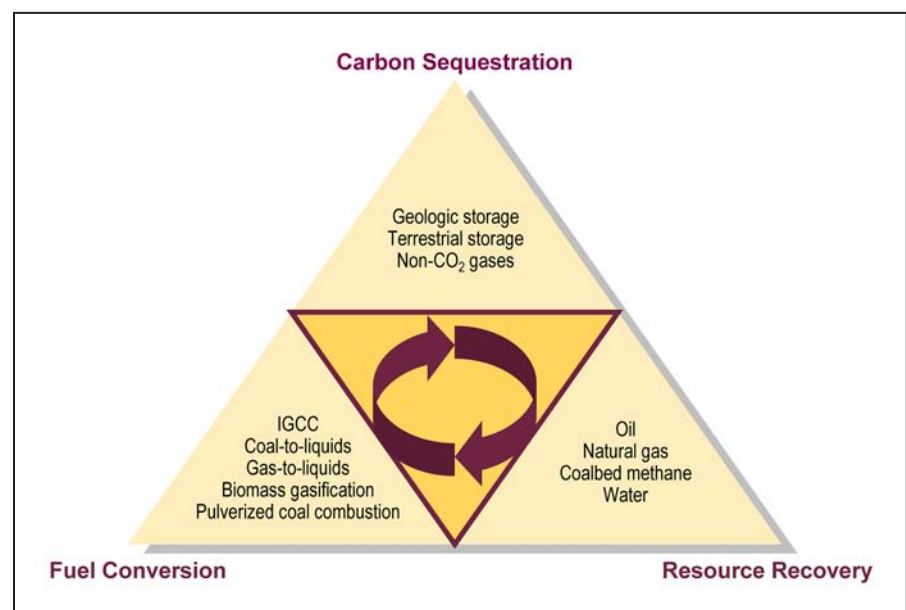 Carbon Sequestration
Geologic storage
Terrestrial storage
Non-CO₂ gases
IGCC
Coal-to-liquids
Gas-to-liquids
Biomass gasification
Pulverized coal combustion
Oil
Natural gas
Coalbed methane
Water
Fuel Conversion
Resource Recovery